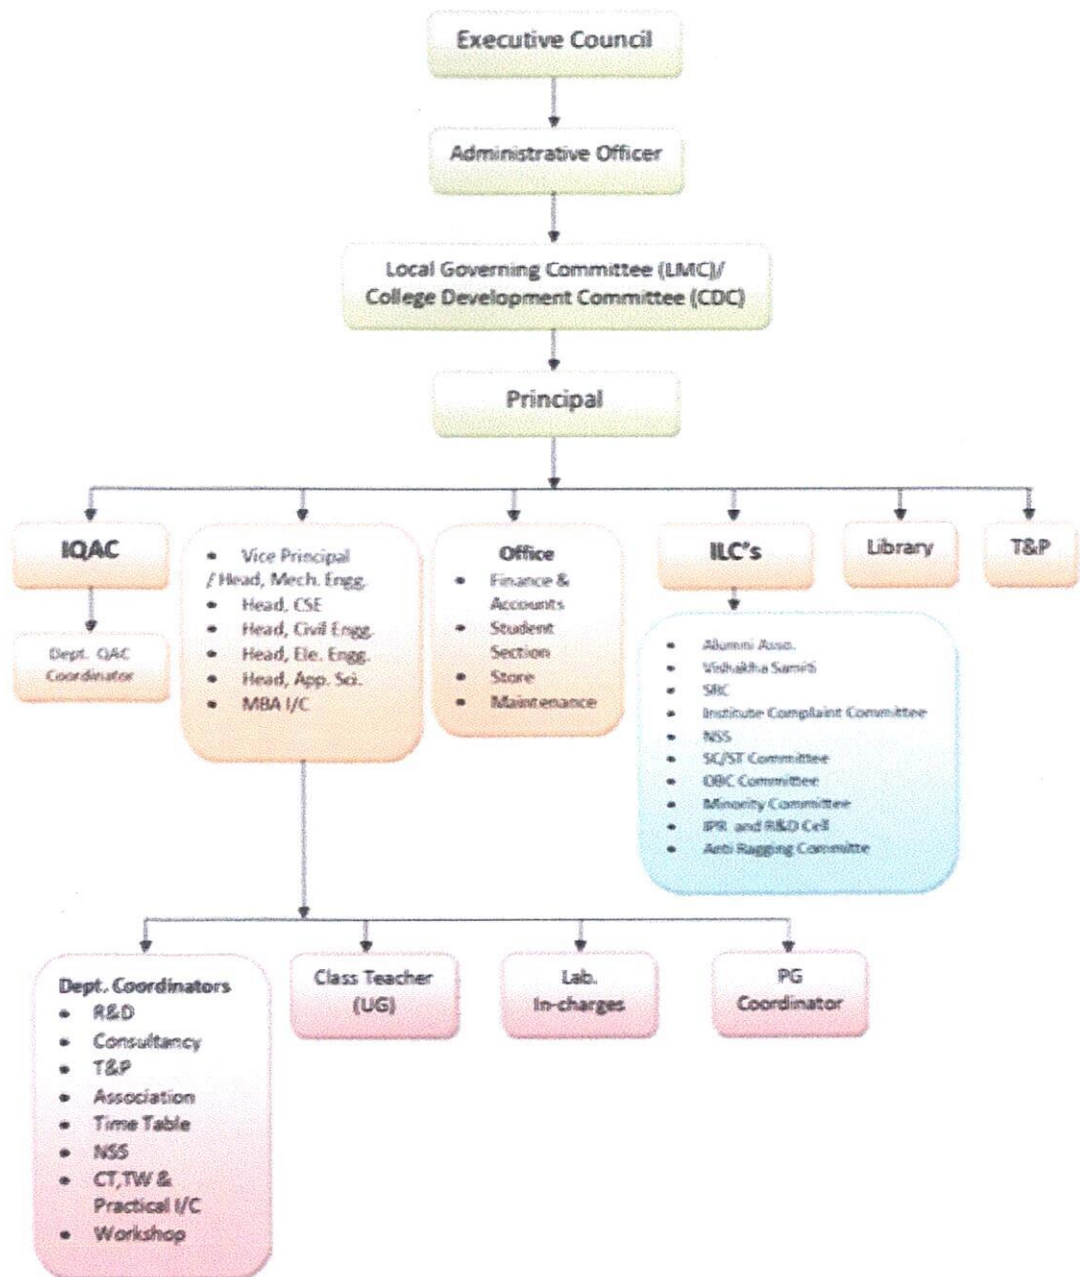 Executive Council
Administrative Officer
Local Governing Committee (LMC)/
College Development Committee (CDC)
Principal
IQAC
Dept. QAC
Coordinator
• Vice Principal
/ Head, Mech. Engg.
• Head, CSE
• Head, Civil Engg.
• Head, Ele. Engg.
• Head, App. Sci.
• MBA I/C
Office
• Finance &
Accounts
• Student
Section
• Store
• Maintenance
ILC's
• Alumni Asso.
• Vishakha Samiti
• SRC
• Institute Complaint Committee
• NSS
• SC/ST Committee
• OBC Committee
• Minority Committee
• IPR and R&D Cell
• Anti Ragging Committe
Library
T&P
Dept. Coordinators
• R&D
• Consultancy
• T&P
• Association
• Time Table
• NSS
• CT,TW &
Practical I/C
• Workshop
Class Teacher
(UG)
Lab.
In-charges
PG
Coordinator